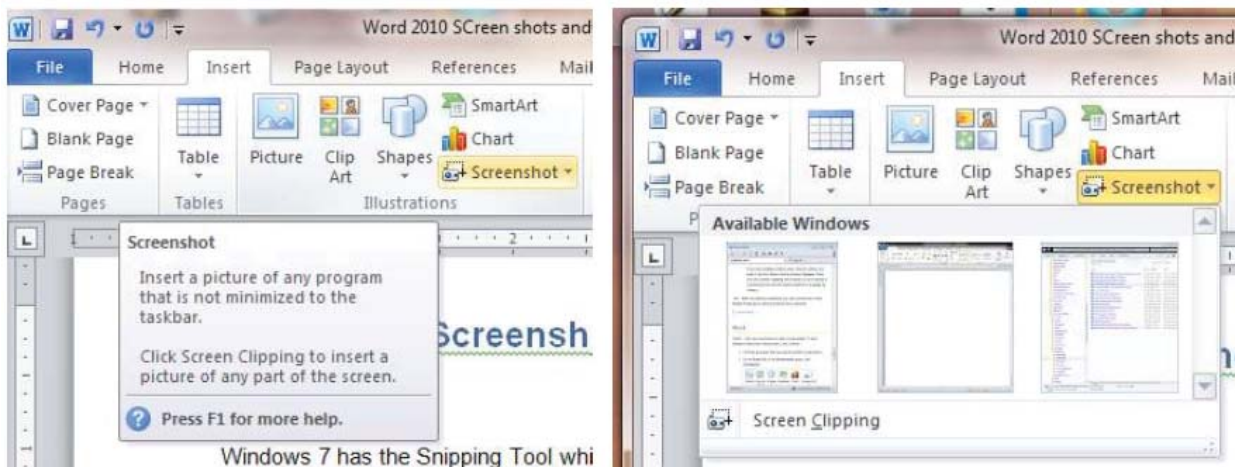 Word 2010 SCreen shots and
File Home Insert Page Layout References Mail
Cover Page
Blank Page
Page Break
Table
Picture
Clip Art
Shapes
SmartArt
Chart
Screenshot
Pages Tables Illustrations
Screenshot
Insert a picture of any program
that is not minimized to the
taskbar.
Click Screen Clipping to insert a
picture of any part of the screen.
Press F1 for more help.
Screensh
Windows 7 has the Snipping Tool whi
Word 2010 SCreen shots and
File Home Insert Page Layout References Mail
Cover Page
Blank Page
Page Break
Table
Picture
Clip Art
Shapes
SmartArt
Chart
Screenshot
P
Available Windows
Screen Clipping